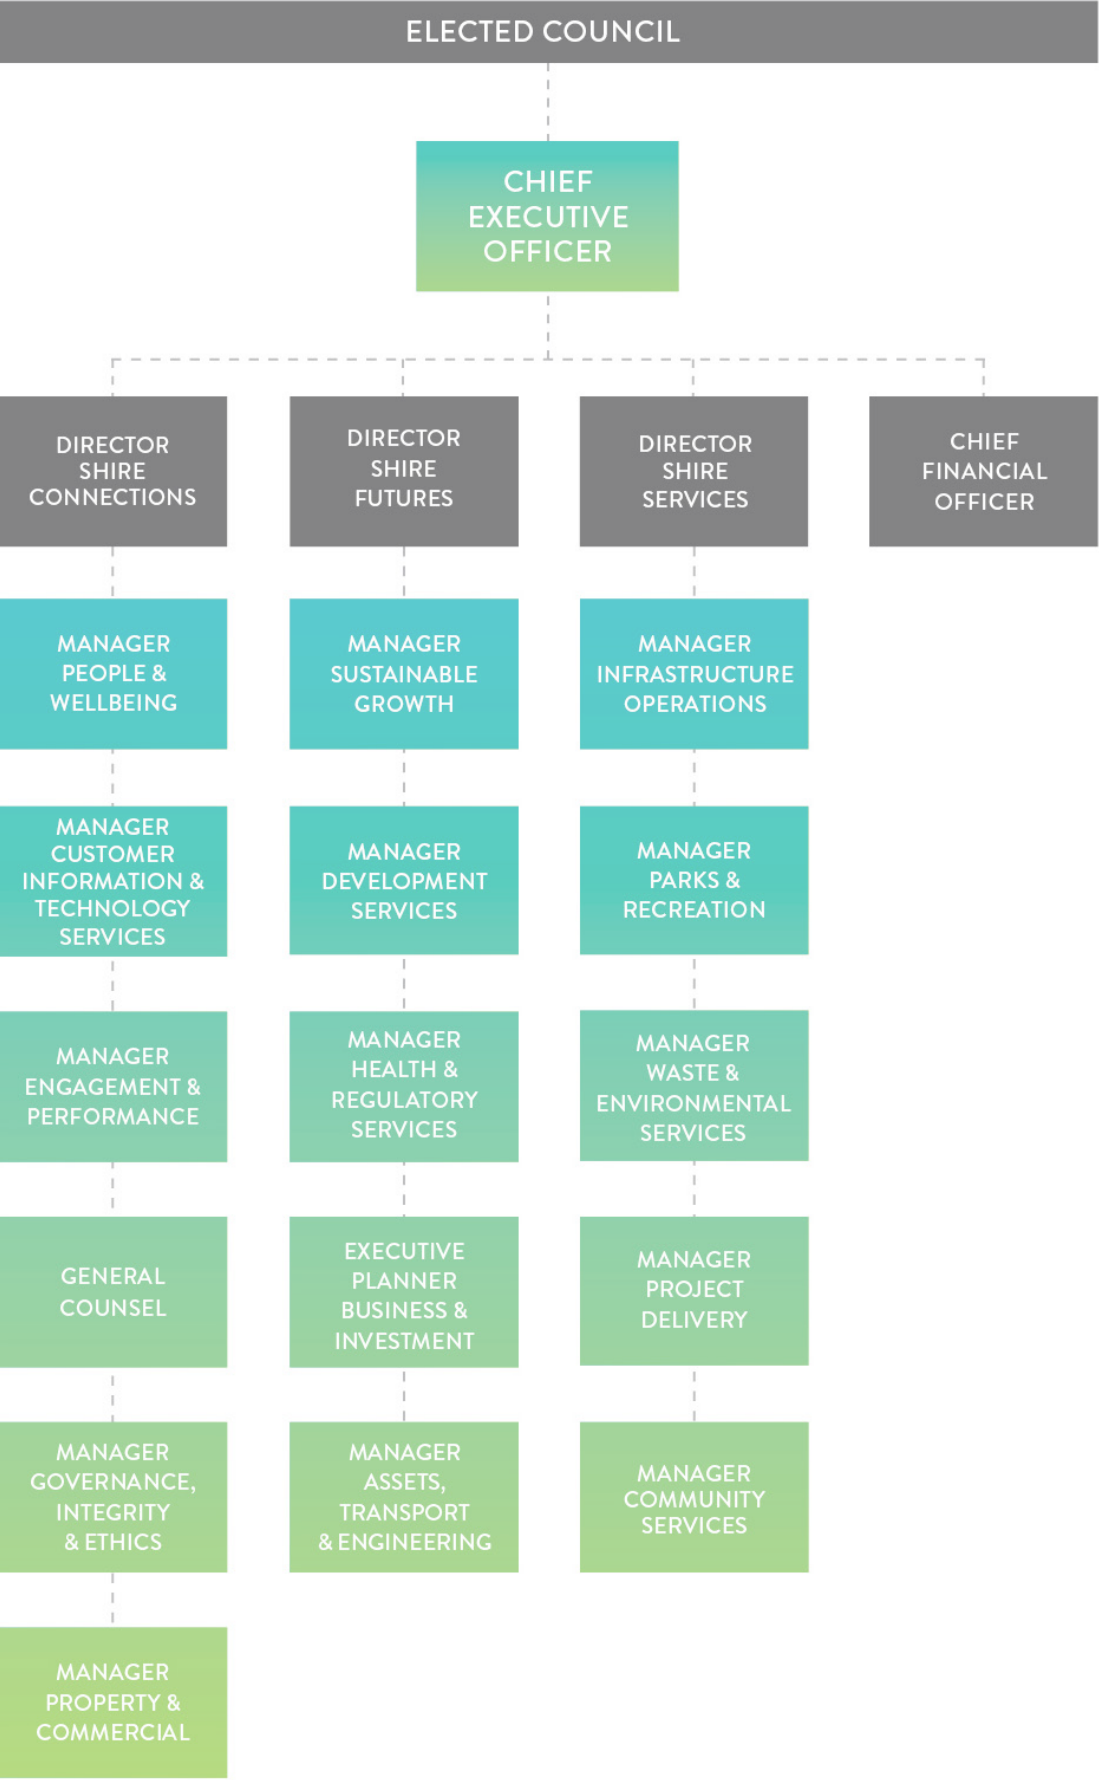 ELECTED COUNCIL
CHIEF
EXECUTIVE
OFFICER
DIRECTOR
SHIRE
CONNECTIONS
DIRECTOR
SHIRE
FUTURES
DIRECTOR
SHIRE
SERVICES
CHIEF
FINANCIAL
OFFICER
MANAGER
PEOPLE &
WELLBEING
MANAGER
SUSTAINABLE
GROWTH
MANAGER
INFRASTRUCTURE
OPERATIONS
MANAGER
CUSTOMER
INFORMATION &
TECHNOLOGY
SERVICES
MANAGER
DEVELOPMENT
SERVICES
MANAGER
PARKS &
RECREATION
MANAGER
ENGAGEMENT &
PERFORMANCE
MANAGER
HEALTH &
REGULATORY
SERVICES
MANAGER
WASTE &
ENVIRONMENTAL
SERVICES
GENERAL
COUNSEL
EXECUTIVE
PLANNER
BUSINESS &
INVESTMENT
MANAGER
PROJECT
DELIVERY
MANAGER
GOVERNANCE,
INTEGRITY
& ETHICS
MANAGER
ASSETS,
TRANSPORT
& ENGINEERING
MANAGER
COMMUNITY
SERVICES
MANAGER
PROPERTY &
COMMERCIAL